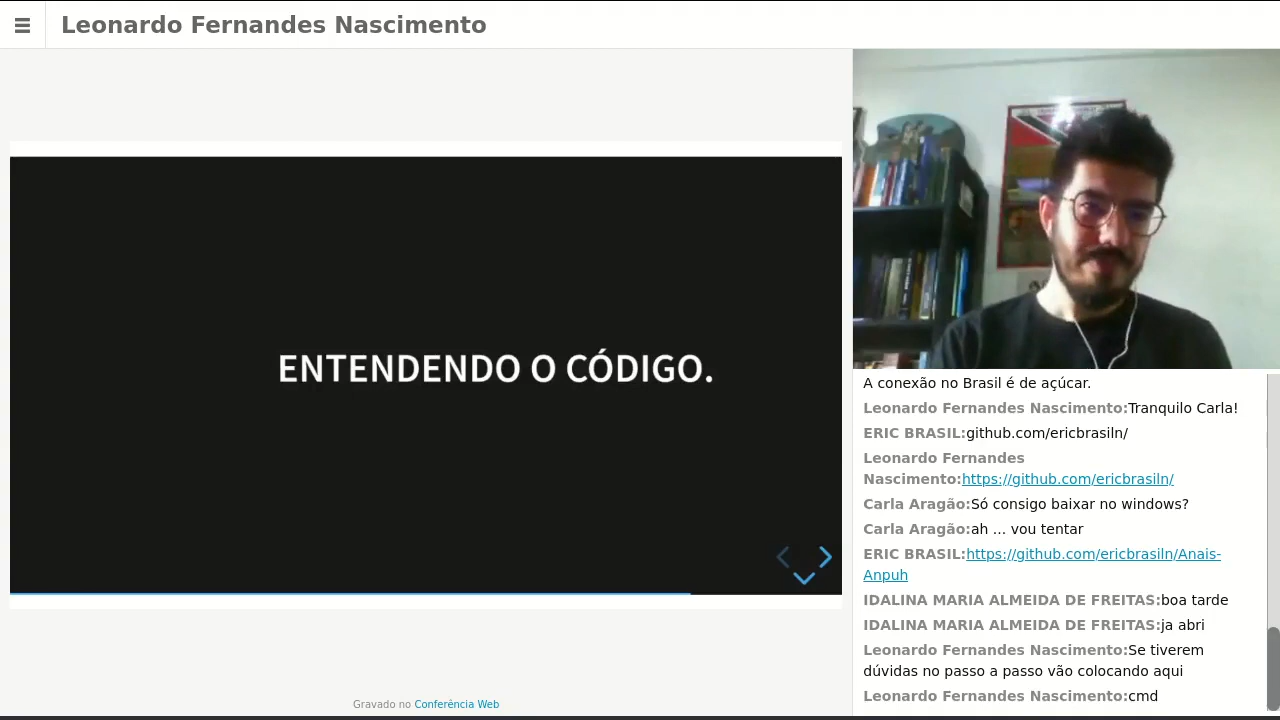 Leonardo Fernandes Nascimento
ENTENDENDO O CÓDIGO.
Gravado no Conferência Web
A conexão no Brasil é de açúcar.
Leonardo Fernandes Nascimento:Tranquilo Carla!
ERIC BRASIL:github.com/ericbrasiln/
Leonardo Fernandes
Nascimento:https://github.com/ericbrasiln/
Carla Aragão:Só consigo baixar no windows?
Carla Aragão:ah ... vou tentar
ERIC BRASIL:https://github.com/ericbrasiln/Anais-
Anpuh
IDALINA MARIA ALMEIDA DE FREITAS:boa tarde
IDALINA MARIA ALMEIDA DE FREITAS:ja abri
Leonardo Fernandes Nascimento:Se tiverem
dúvidas no passo a passo vão colocando aqui
Leonardo Fernandes Nascimento:cmd